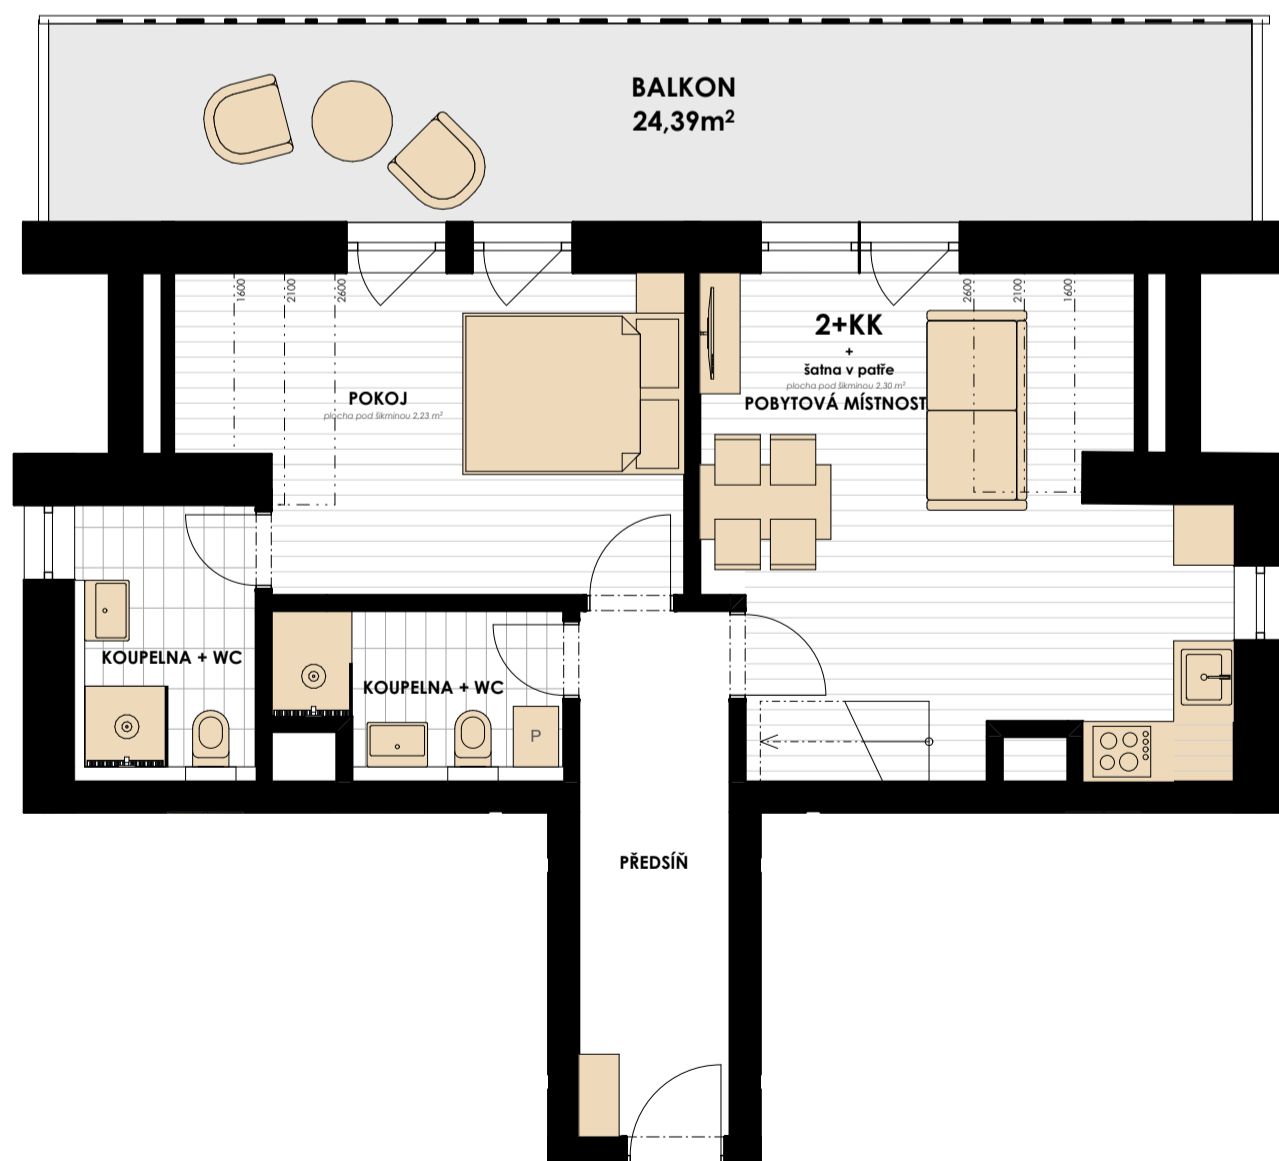 BALKON
24,39m²
1600
2100
2600
2600
2100
1600
2+KK
+
šatna v patře
plocha pod šikminou 2,30 m²
POBYTOVÁ MÍSTNOST
POKOJ
plocha pod šikminou 2,23 m²
KOUPELNA + WC
KOUPELNA + WC
P
PŘEDSÍŇ